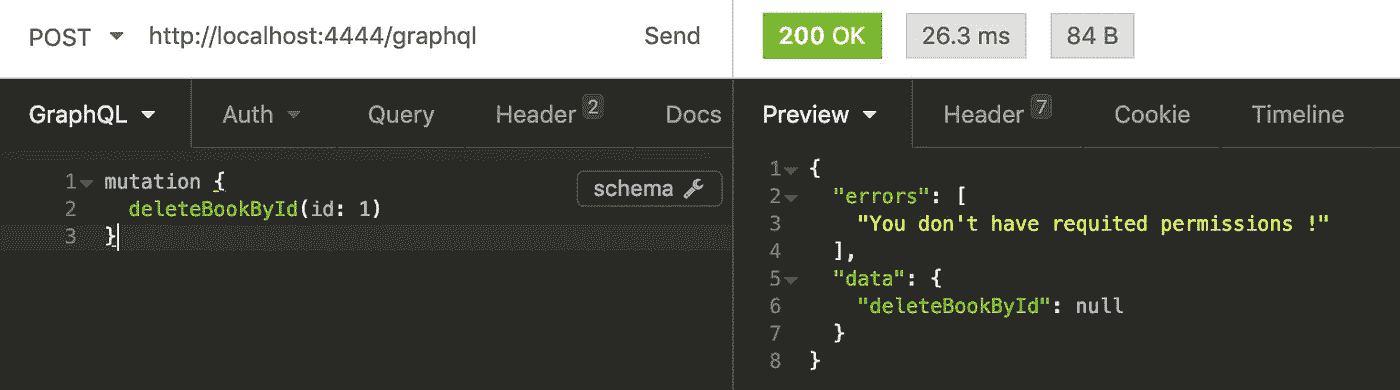 POST http://localhost:4444/graphql Send 200 OK 26.3 ms 84 B
GraphQL Auth Query Header 2 Docs Preview Header 7 Cookie Timeline
schema
1 mutation {
2 deleteBookById(id: 1)
3 }
1 {
2 "errors": [
3 "You don't have requited permissions !"
4 ],
5 "data": {
6 "deleteBookById": null
7 }
8 }